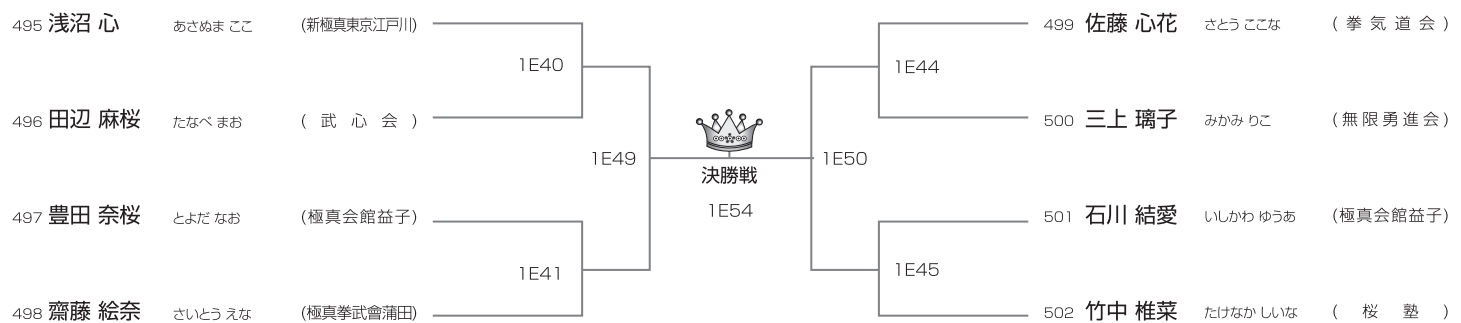 495 浅沼 心 あさぬま ここ (新極真東京江戸川)
1E40
496 田辺 麻桜 たなべ まお (武心会)
1E49
497 豊田 奈桜 とよだ なお (極真会館益子)
1E41
498 齋藤 絵奈 さいとう えな (極真拳武會蒲田)
決勝戦
1E54
499 佐藤 心花 さとう ここな (拳気道会)
1E44
500 三上 璃子 みかみ りこ (無限勇進会)
1E50
501 石川 結愛 いしかわ ゆうあ (極真会館益子)
1E45
502 竹中 椎菜 たけなか しいな (桜塾)